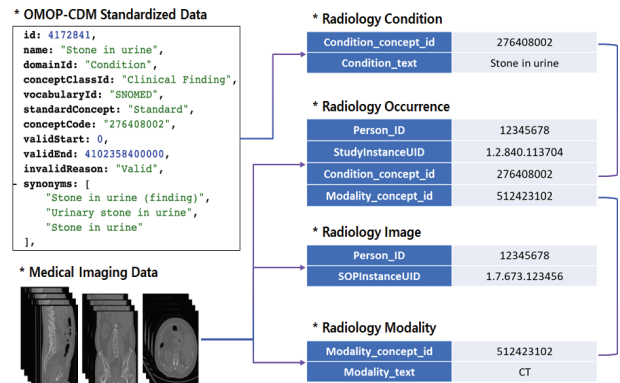 * OMOP-CDM Standardized Data
id: 4172841,
name: "Stone in urine",
domainId: "Condition",
conceptClassId: "Clinical Finding",
vocabularyId: "SNOMED",
standardConcept: "Standard",
conceptCode: "276408002",
validStart: 0,
validEnd: 4102358400000,
invalidReason: "Valid",
- synonyms: [
"Stone in urine (finding)",
"Urinary stone in urine",
"Stone in urine"
],
* Medical Imaging Data
* Radiology Condition
Condition_concept_id 276408002
Condition_text Stone in urine
* Radiology Occurrence
Person_ID 12345678
StudyInstanceUID 1.2.840.113704
Condition_concept_id 276408002
Modality_concept_id 512423102
* Radiology Image
Person_ID 12345678
SOPInstanceUID 1.7.673.123456
* Radiology Modality
Modality_concept_id 512423102
Modality_text CT